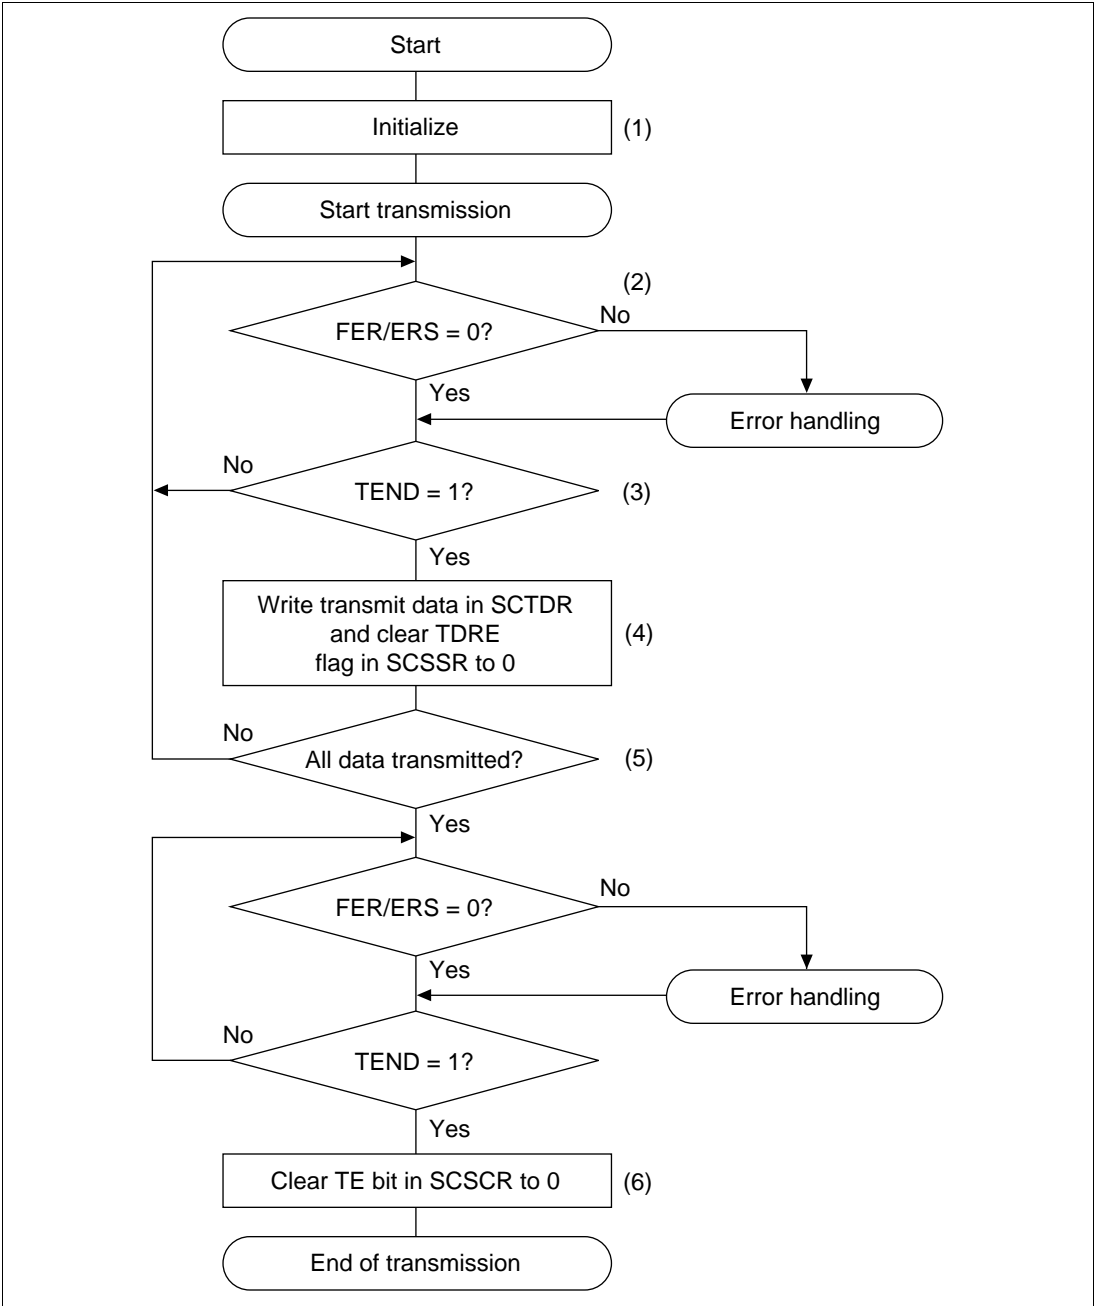 Start
Initialize
(1)
Start transmission
(2)
FER/ERS = 0?
No
Yes
Error handling
No
TEND = 1?
(3)
Yes
Write transmit data in SCTDR
and clear TDRE
flag in SCSSR to 0
(4)
No
All data transmitted?
(5)
Yes
FER/ERS = 0?
No
Yes
Error handling
No
TEND = 1?
Yes
Clear TE bit in SCSCR to 0
(6)
End of transmission